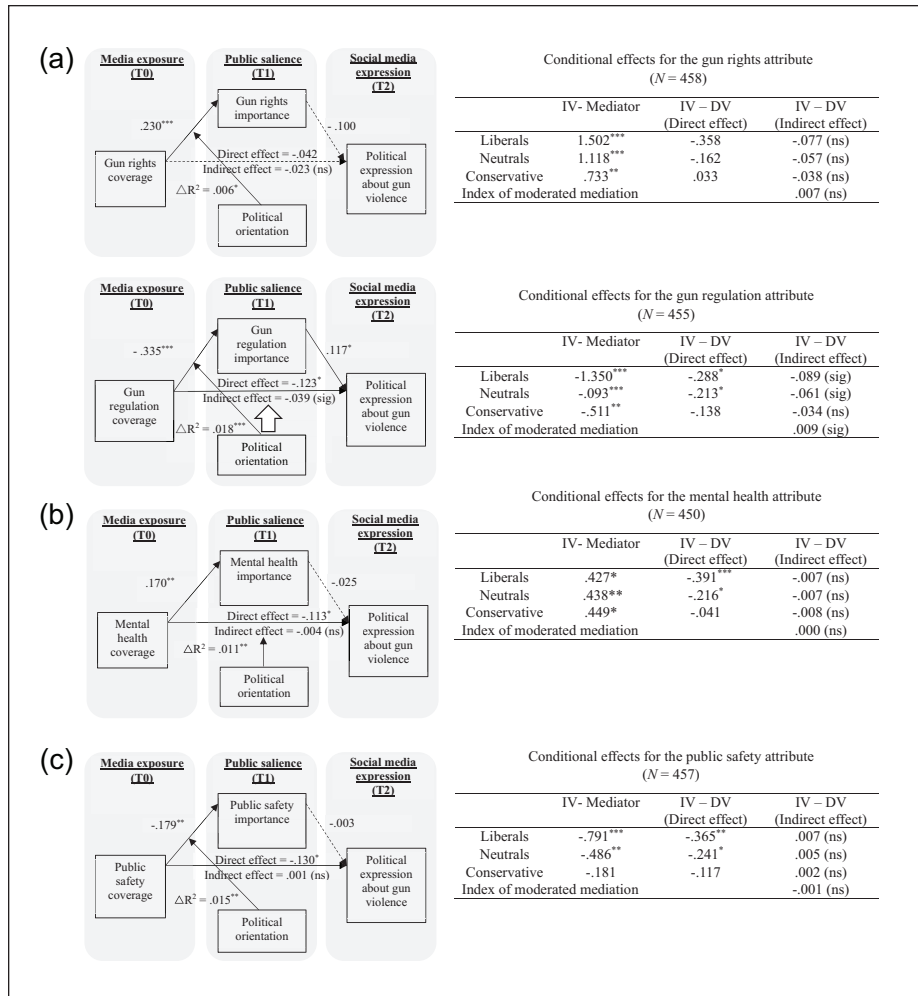 (a)
Media exposure
(T0)
Public salience
(T1)
Social media
expression
(T2)
Gun rights
importance
.230***
- .100
Gun rights
coverage
Direct effect = -.042
Indirect effect = -.023 (ns)
Political
expression
about gun
violence
△R² = .006*
Political
orientation
Conditional effects for the gun rights attribute
(N = 458)
IV- Mediator IV – DV IV – DV
(Direct effect) (Indirect effect)
Liberals 1.502*** -.358 -.077 (ns)
Neutrals 1.118*** -.162 -.057 (ns)
Conservative .733** .033 -.038 (ns)
Index of moderated mediation .007 (ns)
Media exposure
(T0)
Public salience
(T1)
Social media
expression
(T2)
Gun
regulation
importance
- .335***
.117*
Gun
regulation
coverage
Direct effect = -.123*
Indirect effect = -.039 (sig)
Political
expression
about gun
violence
△R² = .018***
Political
orientation
Conditional effects for the gun regulation attribute
(N = 455)
IV- Mediator IV – DV IV – DV
(Direct effect) (Indirect effect)
Liberals -1.350*** -.288* -.089 (sig)
Neutrals -.093*** -.213* -.061 (sig)
Conservative -.511** -.138 -.034 (ns)
Index of moderated mediation .009 (sig)
(b)
Media exposure
(T0)
Public salience
(T1)
Social media
expression
(T2)
Mental health
importance
.170**
-.025
Mental
health
coverage
Direct effect = -.113*
Indirect effect = -.004 (ns)
Political
expression
about gun
violence
△R² = .011**
Political
orientation
Conditional effects for the mental health attribute
(N = 450)
IV- Mediator IV – DV IV – DV
(Direct effect) (Indirect effect)
Liberals .427* -.391*** -.007 (ns)
Neutrals .438** -.216* -.007 (ns)
Conservative .449* -.041 -.008 (ns)
Index of moderated mediation .000 (ns)
(c)
Media exposure
(T0)
Public salience
(T1)
Social media
expression
(T2)
Public safety
importance
-.179**
-.003
Public
safety
coverage
Direct effect = -.130*
Indirect effect = .001 (ns)
Political
expression
about gun
violence
△R² = .015**
Political
orientation
Conditional effects for the public safety attribute
(N = 457)
IV- Mediator IV – DV IV – DV
(Direct effect) (Indirect effect)
Liberals -.791*** -.365** .007 (ns)
Neutrals -.486** -.241* .005 (ns)
Conservative -.181 -.117 .002 (ns)
Index of moderated mediation -.001 (ns)